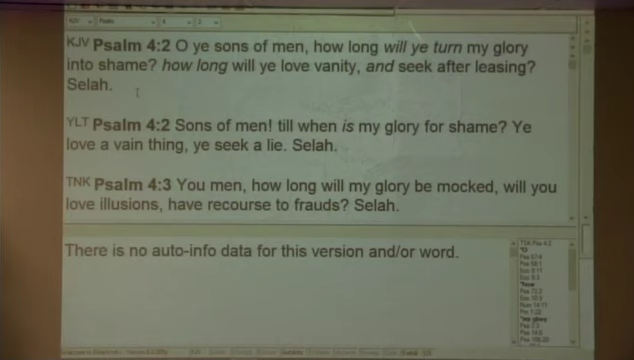 KJV Psalm 4:2 O ye sons of men, how long will ye turn my glory
into shame? how long will ye love vanity, and seek after leasing?
Selah.
YLT Psalm 4:2 Sons of men! till when is my glory for shame? Ye
love a vain thing, ye seek a lie. Selah.
TNK Psalm 4:3 You men, how long will my glory be mocked, will you
love illusions, have recourse to frauds? Selah.
There is no auto-info data for this version and/or word.